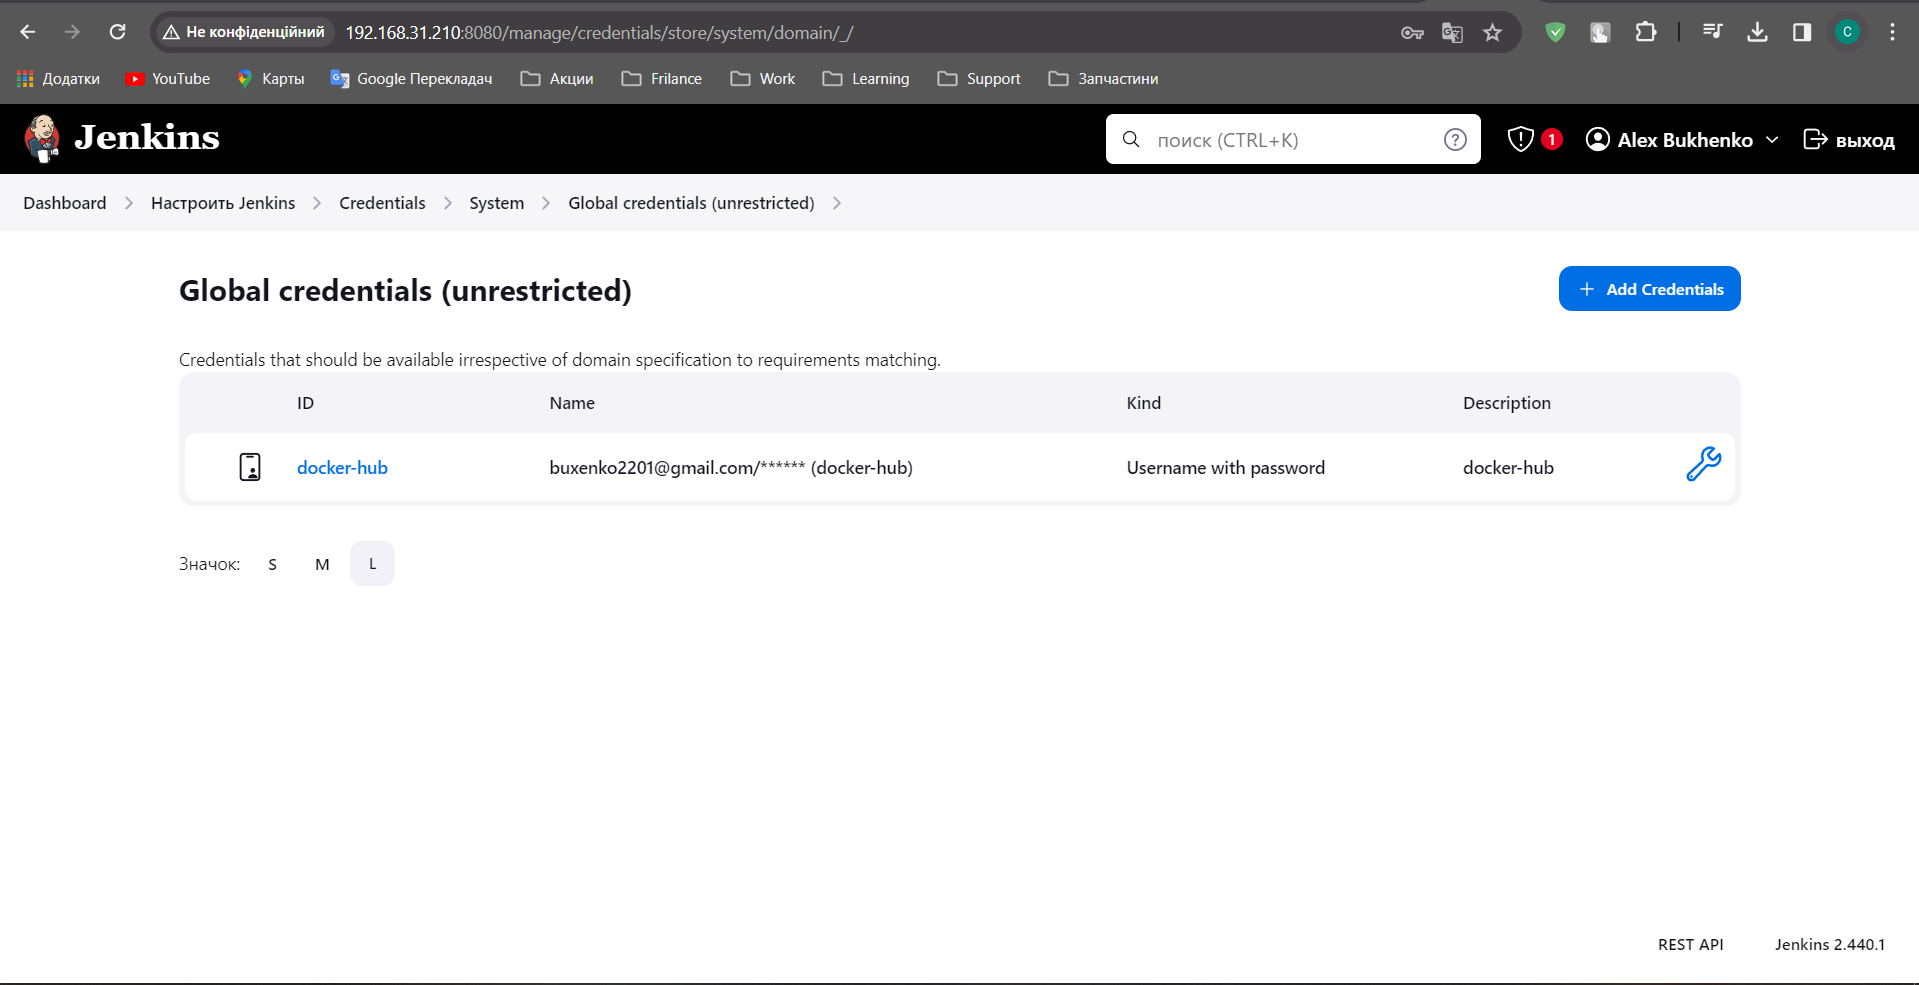 Не конфіденційний 192.168.31.210:8080/manage/credentials/store/system/domain/_/ C
Додатки YouTube Карты Google Перекладач Акции Frilance Work Learning Support Запчастини
Jenkins поиск (CTRL+K) ? 1 Alex Bukhenko выход
Dashboard Настроить Jenkins Credentials System Global credentials (unrestricted)
Global credentials (unrestricted) Add Credentials
Credentials that should be available irrespective of domain specification to requirements matching.
ID Name Kind Description
docker-hub buxenko2201@gmail.com/****** (docker-hub) Username with password docker-hub
Значок: S M L
REST API Jenkins 2.440.1